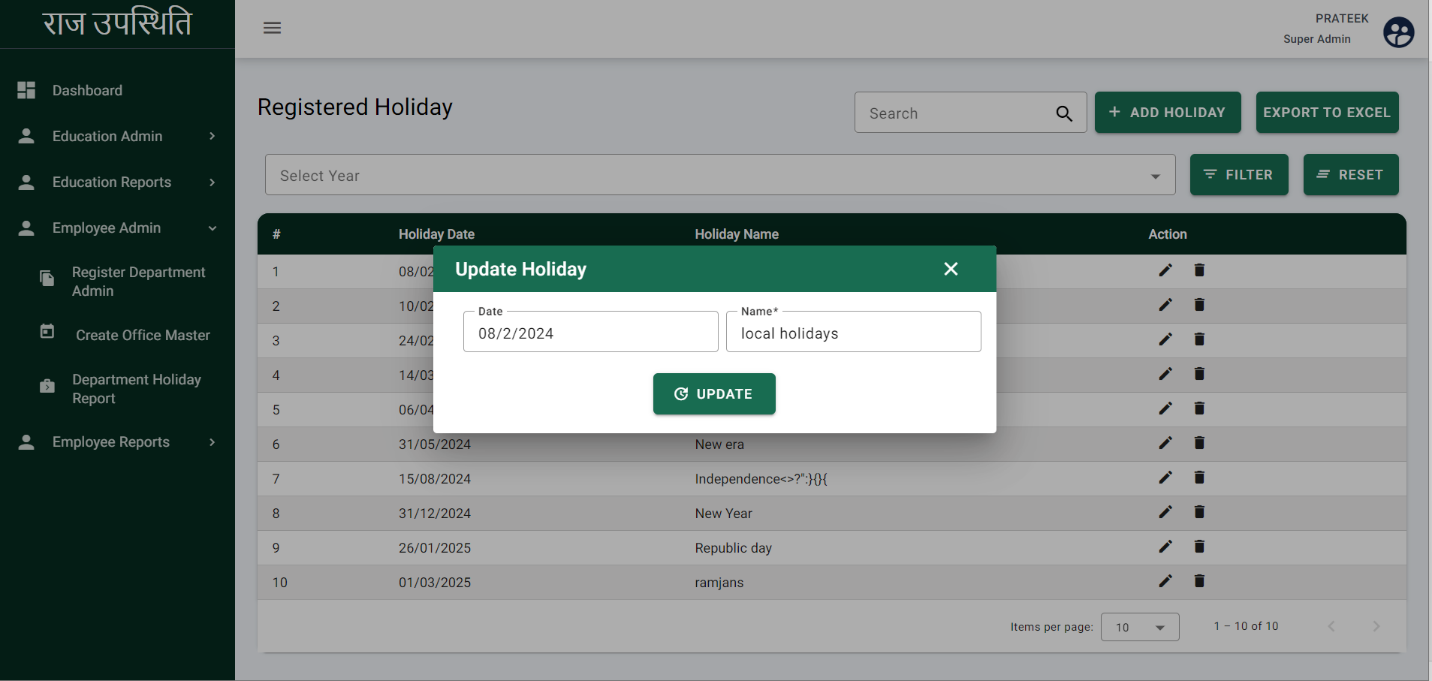 राज उपस्थिति
PRATEEK
Super Admin
Dashboard
Education Admin
Education Reports
Employee Admin
Register Department
Admin
Create Office Master
Department Holiday
Report
Employee Reports
Registered Holiday
Search
+ ADD HOLIDAY
EXPORT TO EXCEL
Select Year
FILTER
RESET
# Holiday Date Holiday Name Action
Update Holiday
Date
08/2/2024
Name*
local holidays
UPDATE
1 08/02
2 10/02
3 24/02
4 14/03
5 06/04
6 31/05/2024 New era
7 15/08/2024 Independence<>?":}{}{
8 31/12/2024 New Year
9 26/01/2025 Republic day
10 01/03/2025 ramjans
Items per page: 10 1 – 10 of 10